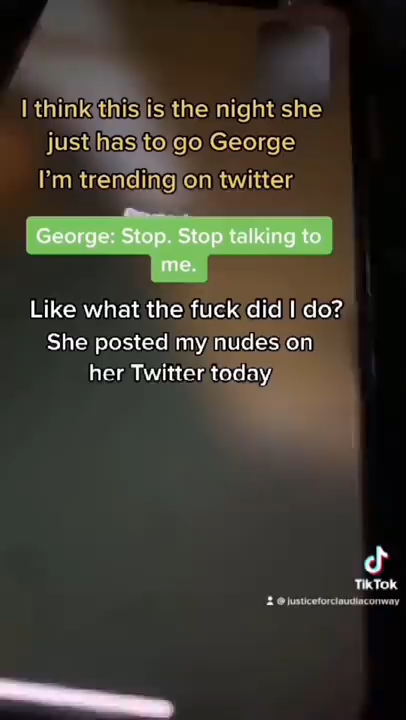 I think this is the night she
just has to go George
I'm trending on twitter
George: Stop. Stop talking to
me.
Like what the fuck did I do?
She posted my nudes on
her Twitter today
TikTok
@justiceforclaudiaconway